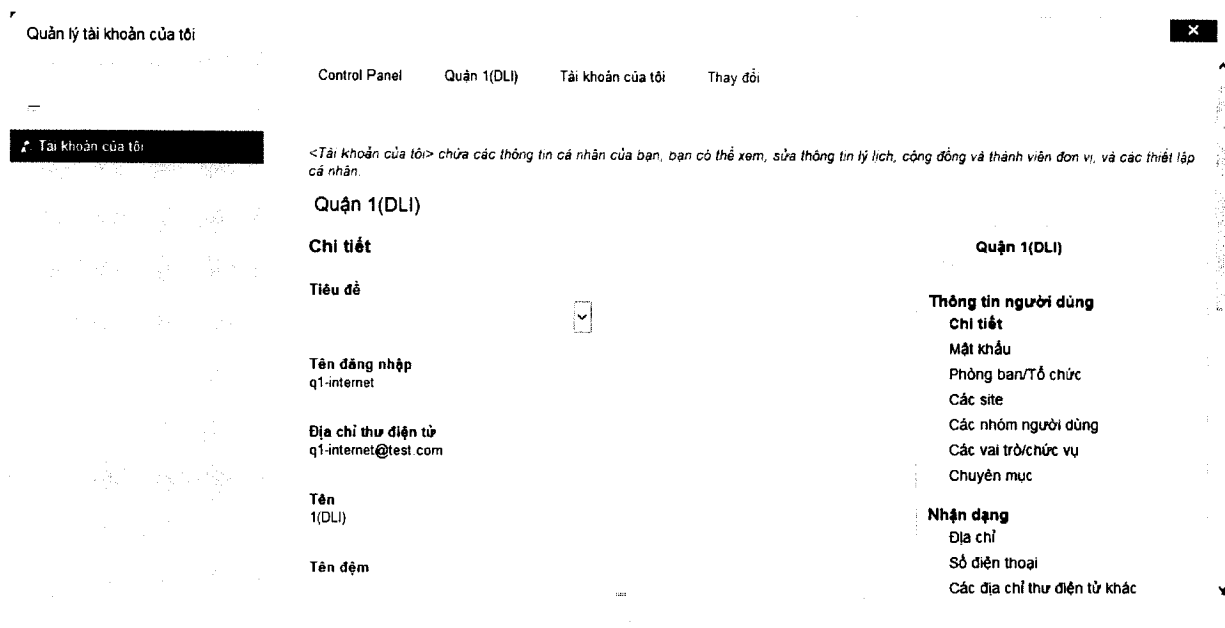 Quản lý tài khoản của tôi
Control Panel Quận 1(DLI) Tài khoản của tôi Thay đổi
Tài khoản của tôi
<Tài khoản của tôi> chứa các thông tin cá nhân của bạn, bạn có thể xem, sửa thông tin lý lịch, cộng đồng và thành viên đơn vị, và các thiết lập
cá nhân.
Quận 1(DLI)
Chi tiết
Tiêu đề
Tên đăng nhập
q1-internet
Địa chỉ thư điện tử
q1-internet@test.com
Tên
1(DLI)
Tên đệm
Quận 1(DLI)
Thông tin người dùng
Chi tiết
Mật khẩu
Phòng ban/Tổ chức
Các site
Các nhóm người dùng
Các vai trò/chức vụ
Chuyên mục
Nhận dạng
Địa chỉ
Số điện thoại
Các địa chỉ thư điện tử khác